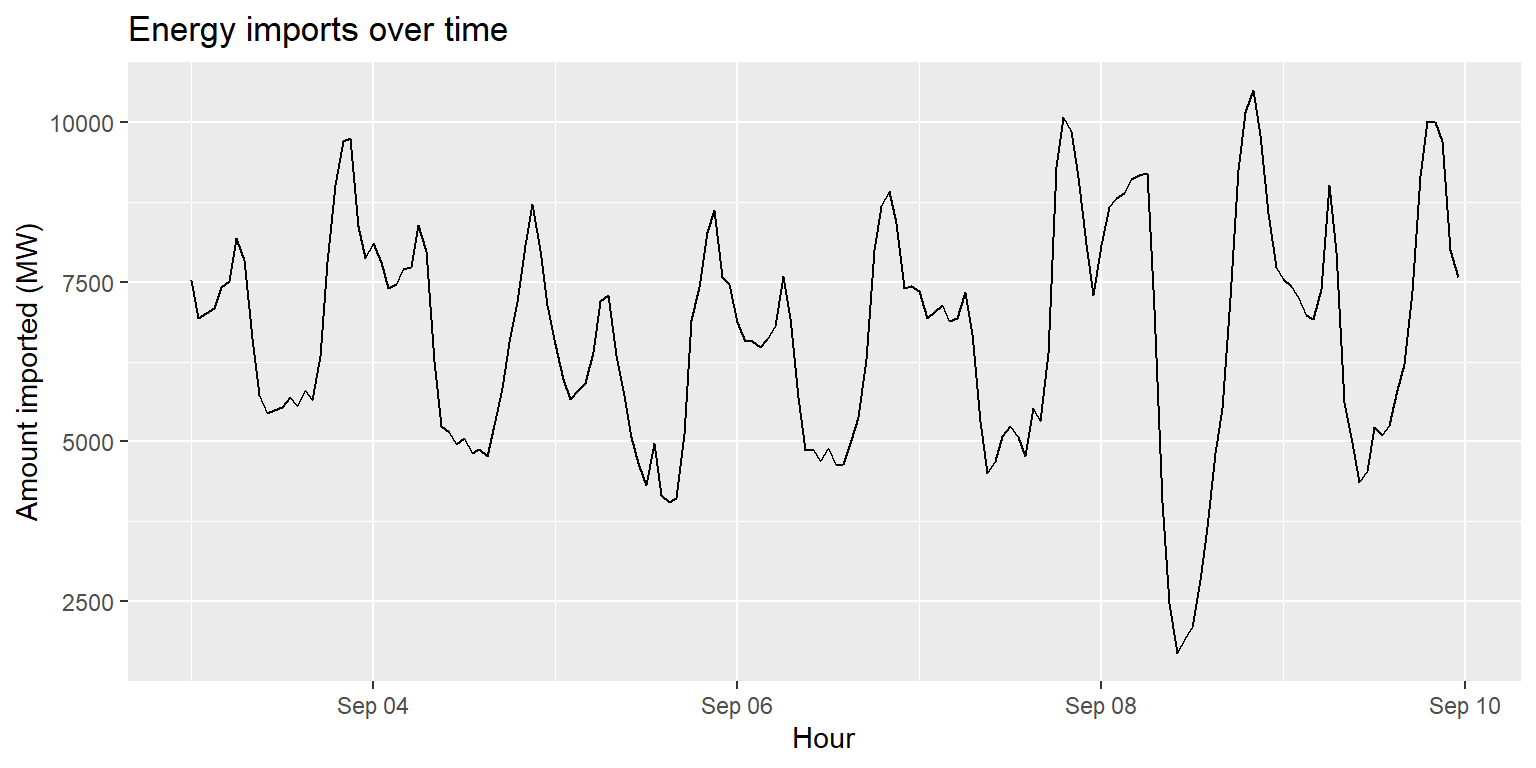 Energy imports over time
Amount imported (MW)
10000
7500
5000
2500
Sep 04 Sep 06 Sep 08 Sep 10
Hour